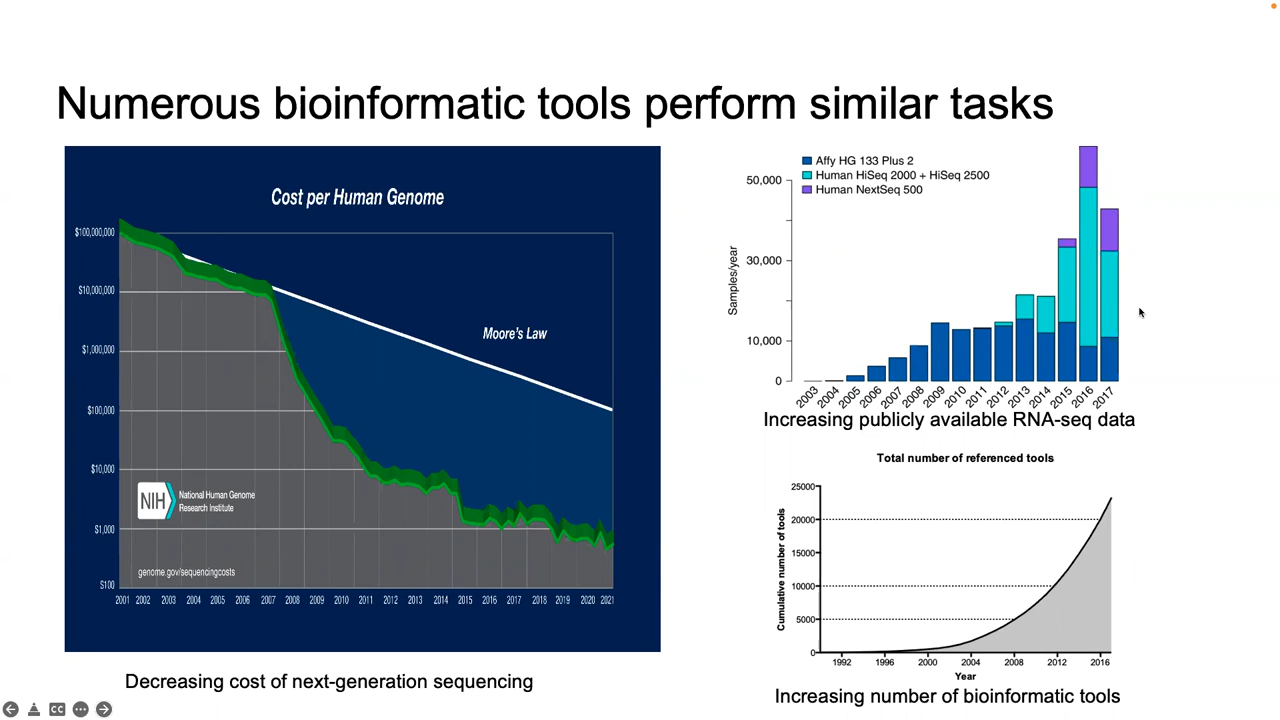 Numerous bioinformatic tools perform similar tasks
Cost per Human Genome
$100,000,000
$10,000,000
$1,000,000
$100,000
$10,000
$1,000
$100
Moore's Law
NIH
National Human Genome
Research Institute
genome.gov/sequencingcosts
2001 2002 2003 2004 2005 2006 2007 2008 2009 2010 2011 2012 2013 2014 2015 2016 2017 2018 2019 2020 2021
Decreasing cost of next-generation sequencing
Affy HG 133 Plus 2
Human HiSeq 2000 + HiSeq 2500
Human NextSeq 500
Samples/year
50,000
30,000
10,000
0
2003 2004 2005 2006 2007 2008 2009 2010 2011 2012 2013 2014 2015 2016 2017
Increasing publicly available RNA-seq data
Total number of referenced tools
Cumulative number of tools
25000
20000
15000
10000
5000
0
1992 1996 2000 2004 2008 2012 2016
Year
Increasing number of bioinformatic tools
CC